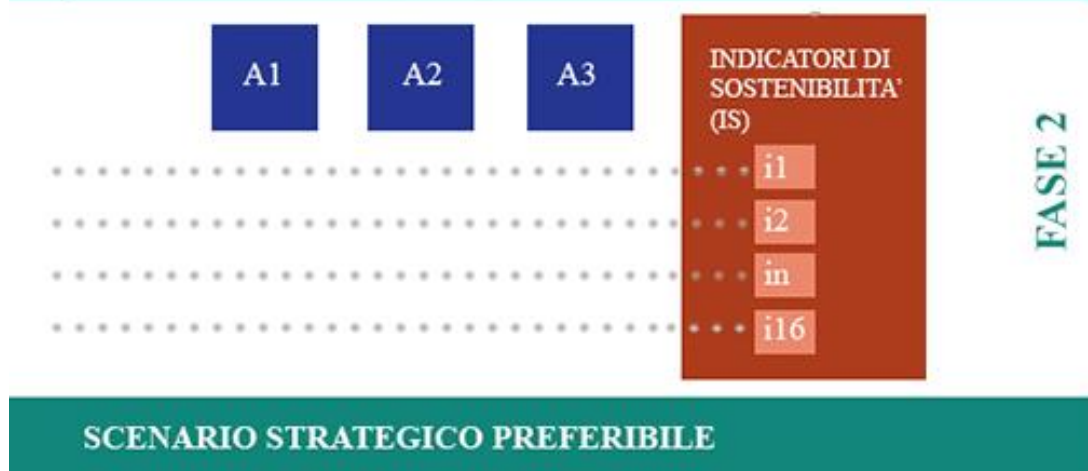 A1 A2 A3
INDICATORI DI
SOSTENIBILITA'
(IS)
i1
i2
in
i16
FASE 2
SCENARIO STRATEGICO PREFERIBILE